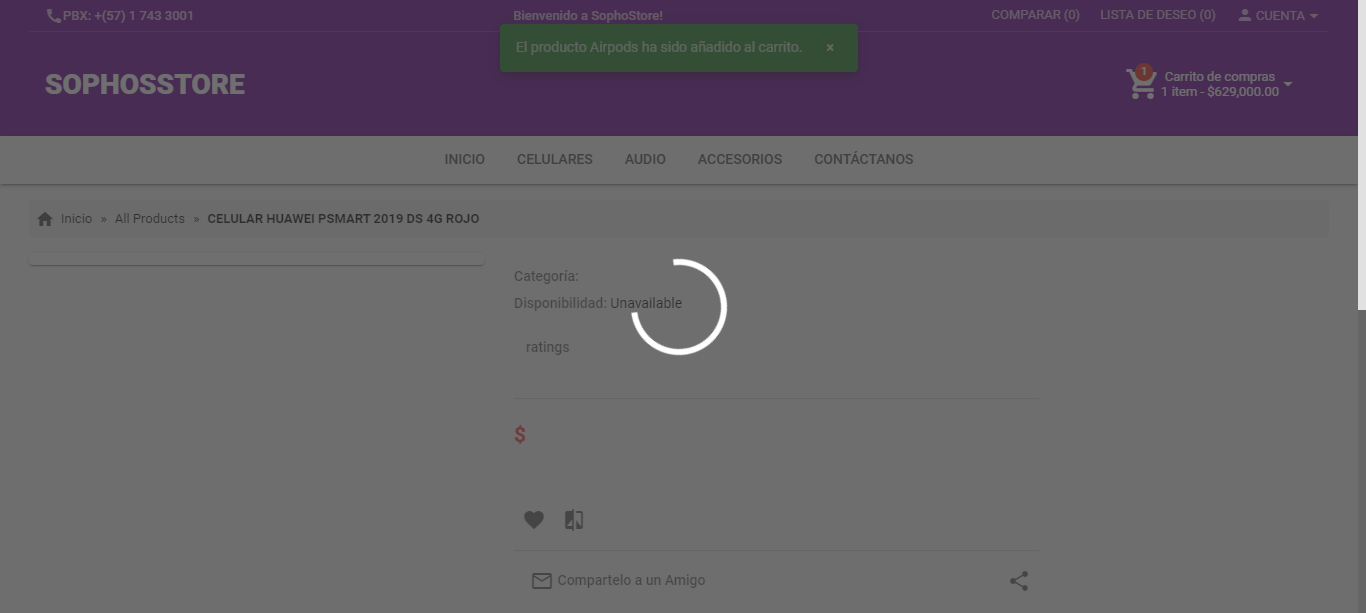 PBX: +(57) 1 743 3001
Bienvenido a SophoStore!
COMPARAR (0)
LISTA DE DESEO (0)
CUENTA
El producto Airpods ha sido añadido al carrito. ×
SOPHOSSTORE
1
Carrito de compras
1 item - $629,000.00
INICIO
CELULARES
AUDIO
ACCESORIOS
CONTÁCTANOS
Inicio » All Products » CELULAR HUAWEI PSMART 2019 DS 4G ROJO
Categoría:
Disponibilidad: Unavailable
ratings
$
Compartelo a un Amigo